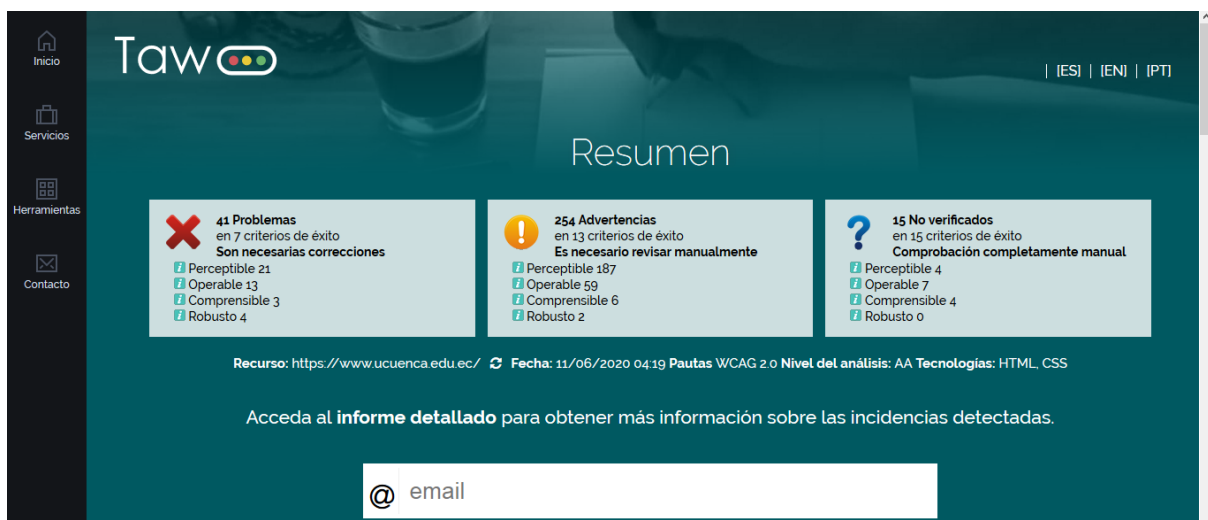 Inicio
Servicios
Herramientas
Contacto
Taw
| [ES] | [EN] | [PT]
Resumen
41 Problemas
en 7 criterios de éxito
Son necesarias correcciones
Perceptible 21
Operable 13
Comprensible 3
Robusto 4
254 Advertencias
en 13 criterios de éxito
Es necesario revisar manualmente
Perceptible 187
Operable 59
Comprensible 6
Robusto 2
15 No verificados
en 15 criterios de éxito
Comprobación completamente manual
Perceptible 4
Operable 7
Comprensible 4
Robusto 0
Recurso: https://www.ucuenca.edu.ec/ Fecha: 11/06/2020 04:19 Pautas WCAG 2.0 Nivel del análisis: AA Tecnologías: HTML, CSS
Acceda al informe detallado para obtener más información sobre las incidencias detectadas.
@ email